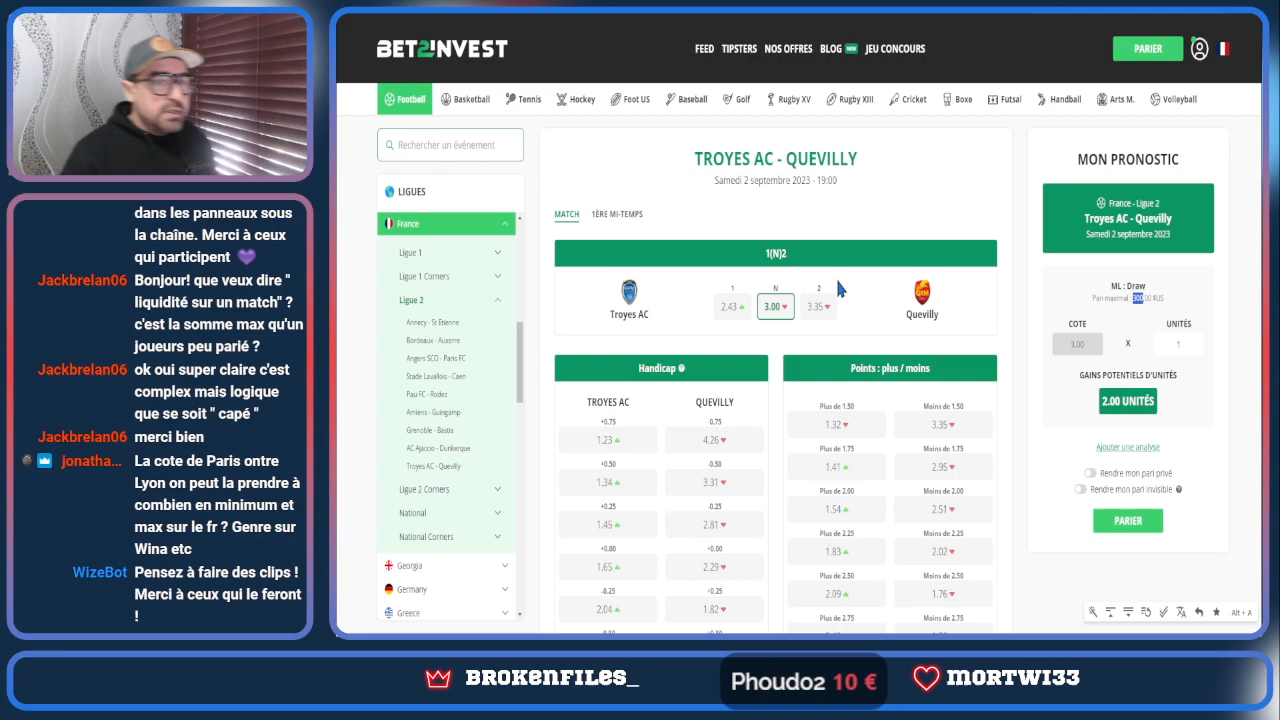 BET2INVEST
FEED TIPSTERS NOS OFFRES BLOG NEW JEU CONCOURS
PARIER
Football Basketball Tennis Hockey Foot US Baseball Golf Rugby XV Rugby XIII Cricket Boxe Futsal Handball Arts M. Volleyball
Rechercher un événement
LIGUES
France
Ligue 1
Ligue 1 Corners
Ligue 2
Annecy - St Etienne
Bordeaux - Auxerre
Angers SCO - Paris FC
Stade Lavallois - Caen
Pau FC - Rodez
Amiens - Guingamp
Grenoble - Bastia
AC Ajaccio - Dunkerque
Troyes AC - Quevilly
Ligue 2 Corners
National
National Corners
Georgia
Germany
Greece
TROYES AC - QUEVILLY
Samedi 2 septembre 2023 - 19:00
MATCH 1ÈRE MI-TEMPS
1(N)2
1 N 2
2.43 3.00 3.35
Troyes AC Quevilly
Handicap
TROYES AC QUEVILLY
+0.75 -0.75
1.23 4.26
+0.50 -0.50
1.34 3.31
+0.25 -0.25
1.45 2.81
+0.00 +0.00
1.65 2.29
-0.25 +0.25
2.04 1.82
Points : plus / moins
Plus de 1.50 Moins de 1.50
1.32 3.35
Plus de 1.75 Moins de 1.75
1.41 2.95
Plus de 2.00 Moins de 2.00
1.54 2.51
Plus de 2.25 Moins de 2.25
1.83 2.02
Plus de 2.50 Moins de 2.50
2.09 1.76
Plus de 2.75 Moins de 2.75
MON PRONOSTIC
France - Ligue 2
Troyes AC - Quevilly
Samedi 2 septembre 2023
ML : Draw
Pari maximal : 300.00 $US
COTE UNITÉS
3.00 X 1
GAINS POTENTIELS D'UNITÉS
2.00 UNITÉS
Ajouter une analyse
Rendre mon pari privé
Rendre mon pari invisible
PARIER
Alt + A
dans les panneaux sous
la chaîne. Merci à ceux
qui participent
Jackbrelan06 Bonjour! que veux dire "
liquidité sur un match" ?
c'est la somme max qu'un
joueurs peu parié ?
Jackbrelan06 ok oui super claire c'est
complex mais logique
que se soit " capé "
Jackbrelan06 merci bien
jonatha... La cote de Paris ontre
Lyon on peut la prendre à
combien en minimum et
max sur le fr ? Genre sur
Wina etc
WizeBot Pensez à faire des clips !
Merci à ceux qui le feront
!
BROKENFILES_
Phoudo2 10 €
MORTWI33